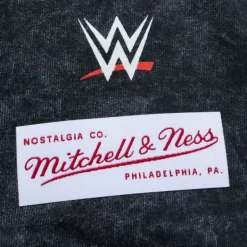 W
NOSTALGIA CO.
Mitchell & Ness
PHILADELPHIA, PA.